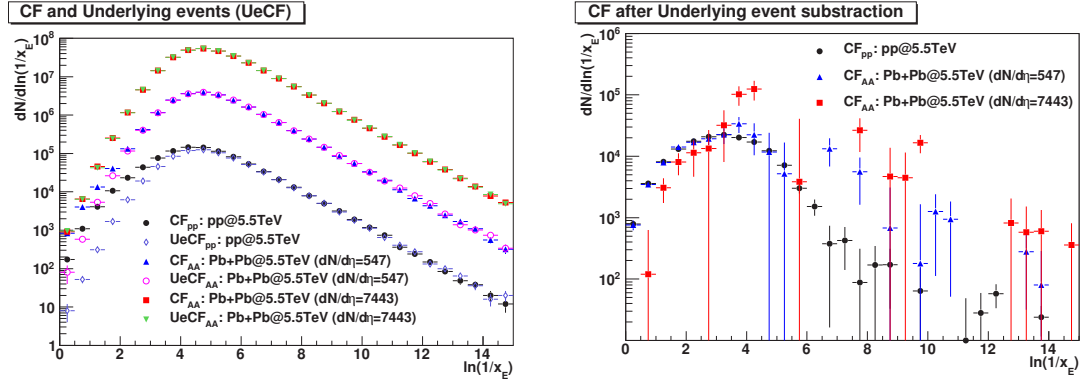 CF and Underlying events (UeCF)
dN/dln(1/x_E)
10^8
10^7
10^6
10^5
10^4
10^3
10^2
10
1
CF_pp: pp@5.5TeV
UeCF_pp: pp@5.5TeV
CF_AA: Pb+Pb@5.5TeV (dN/dη=547)
UeCF_AA: Pb+Pb@5.5TeV (dN/dη=547)
CF_AA: Pb+Pb@5.5TeV (dN/dη=7443)
UeCF_AA: Pb+Pb@5.5TeV (dN/dη=7443)
0 2 4 6 8 10 12 14
ln(1/x_E)
CF after Underlying event substraction
dN/dln(1/x_E)
10^6
10^5
10^4
10^3
10^2
CF_pp: pp@5.5TeV
CF_AA: Pb+Pb@5.5TeV (dN/dη=547)
CF_AA: Pb+Pb@5.5TeV (dN/dη=7443)
0 2 4 6 8 10 12 14
ln(1/x_E)